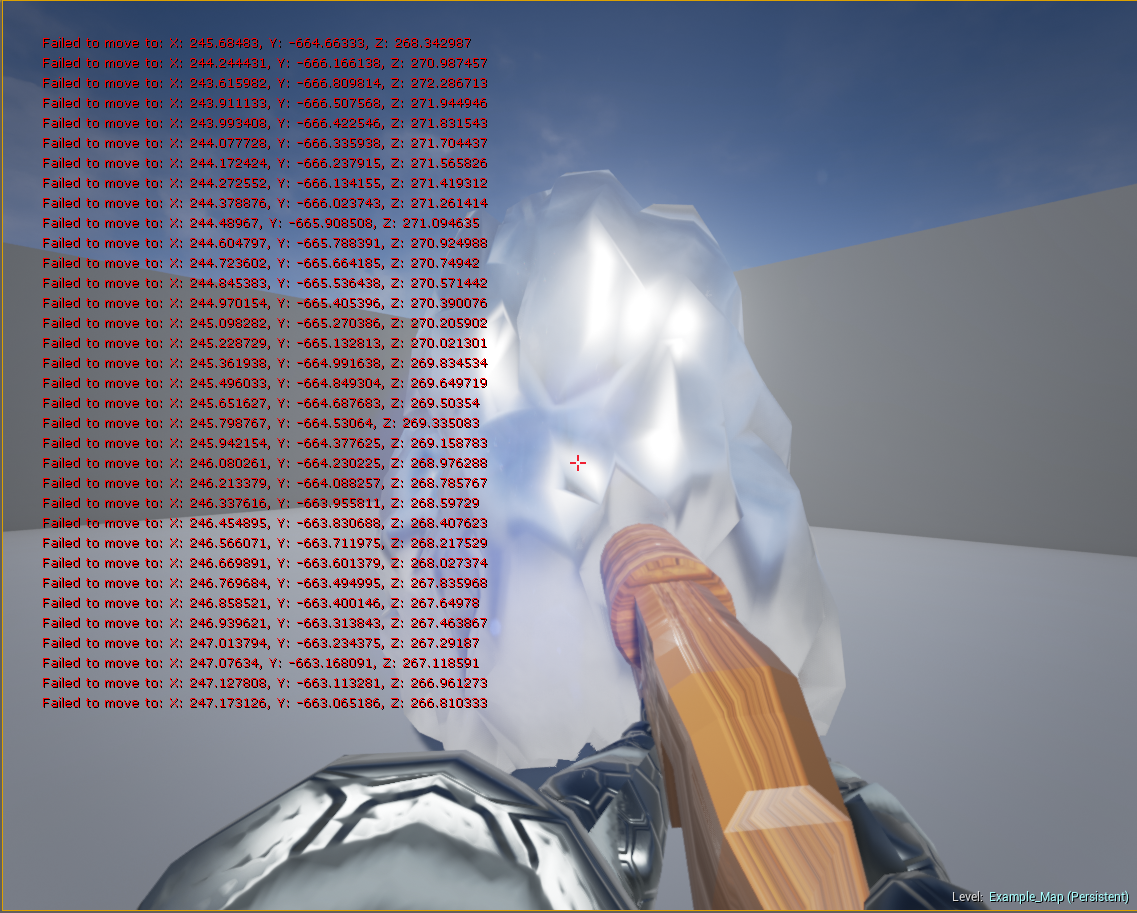 Failed to move to: X: 245.68483, Y: -664.66333, Z: 268.342987
Failed to move to: X: 244.244431, Y: -666.166138, Z: 270.987457
Failed to move to: X: 243.615982, Y: -666.809814, Z: 272.286713
Failed to move to: X: 243.911133, Y: -666.507568, Z: 271.944946
Failed to move to: X: 243.993408, Y: -666.422546, Z: 271.831543
Failed to move to: X: 244.077728, Y: -666.335938, Z: 271.704437
Failed to move to: X: 244.172424, Y: -666.237915, Z: 271.565826
Failed to move to: X: 244.272552, Y: -666.134155, Z: 271.419312
Failed to move to: X: 244.378876, Y: -666.023743, Z: 271.261414
Failed to move to: X: 244.48967, Y: -665.908508, Z: 271.094635
Failed to move to: X: 244.604797, Y: -665.788391, Z: 270.924988
Failed to move to: X: 244.723602, Y: -665.664185, Z: 270.74942
Failed to move to: X: 244.845383, Y: -665.536438, Z: 270.571442
Failed to move to: X: 244.970154, Y: -665.405396, Z: 270.390076
Failed to move to: X: 245.098282, Y: -665.270386, Z: 270.205902
Failed to move to: X: 245.228729, Y: -665.132813, Z: 270.021301
Failed to move to: X: 245.361938, Y: -664.991638, Z: 269.834534
Failed to move to: X: 245.496033, Y: -664.849304, Z: 269.649719
Failed to move to: X: 245.651627, Y: -664.687683, Z: 269.50354
Failed to move to: X: 245.798767, Y: -664.53064, Z: 269.335083
Failed to move to: X: 245.942154, Y: -664.377625, Z: 269.158783
Failed to move to: X: 246.080261, Y: -664.230225, Z: 268.976288
Failed to move to: X: 246.213379, Y: -664.088257, Z: 268.785767
Failed to move to: X: 246.337616, Y: -663.955811, Z: 268.59729
Failed to move to: X: 246.454895, Y: -663.830688, Z: 268.407623
Failed to move to: X: 246.566071, Y: -663.711975, Z: 268.217529
Failed to move to: X: 246.669891, Y: -663.601379, Z: 268.027374
Failed to move to: X: 246.769684, Y: -663.494995, Z: 267.835968
Failed to move to: X: 246.858521, Y: -663.400146, Z: 267.64978
Failed to move to: X: 246.939621, Y: -663.313843, Z: 267.463867
Failed to move to: X: 247.013794, Y: -663.234375, Z: 267.29187
Failed to move to: X: 247.07634, Y: -663.168091, Z: 267.118591
Failed to move to: X: 247.127808, Y: -663.113281, Z: 266.961273
Failed to move to: X: 247.173126, Y: -663.065186, Z: 266.810333
Level: Example_Map (Persistent)